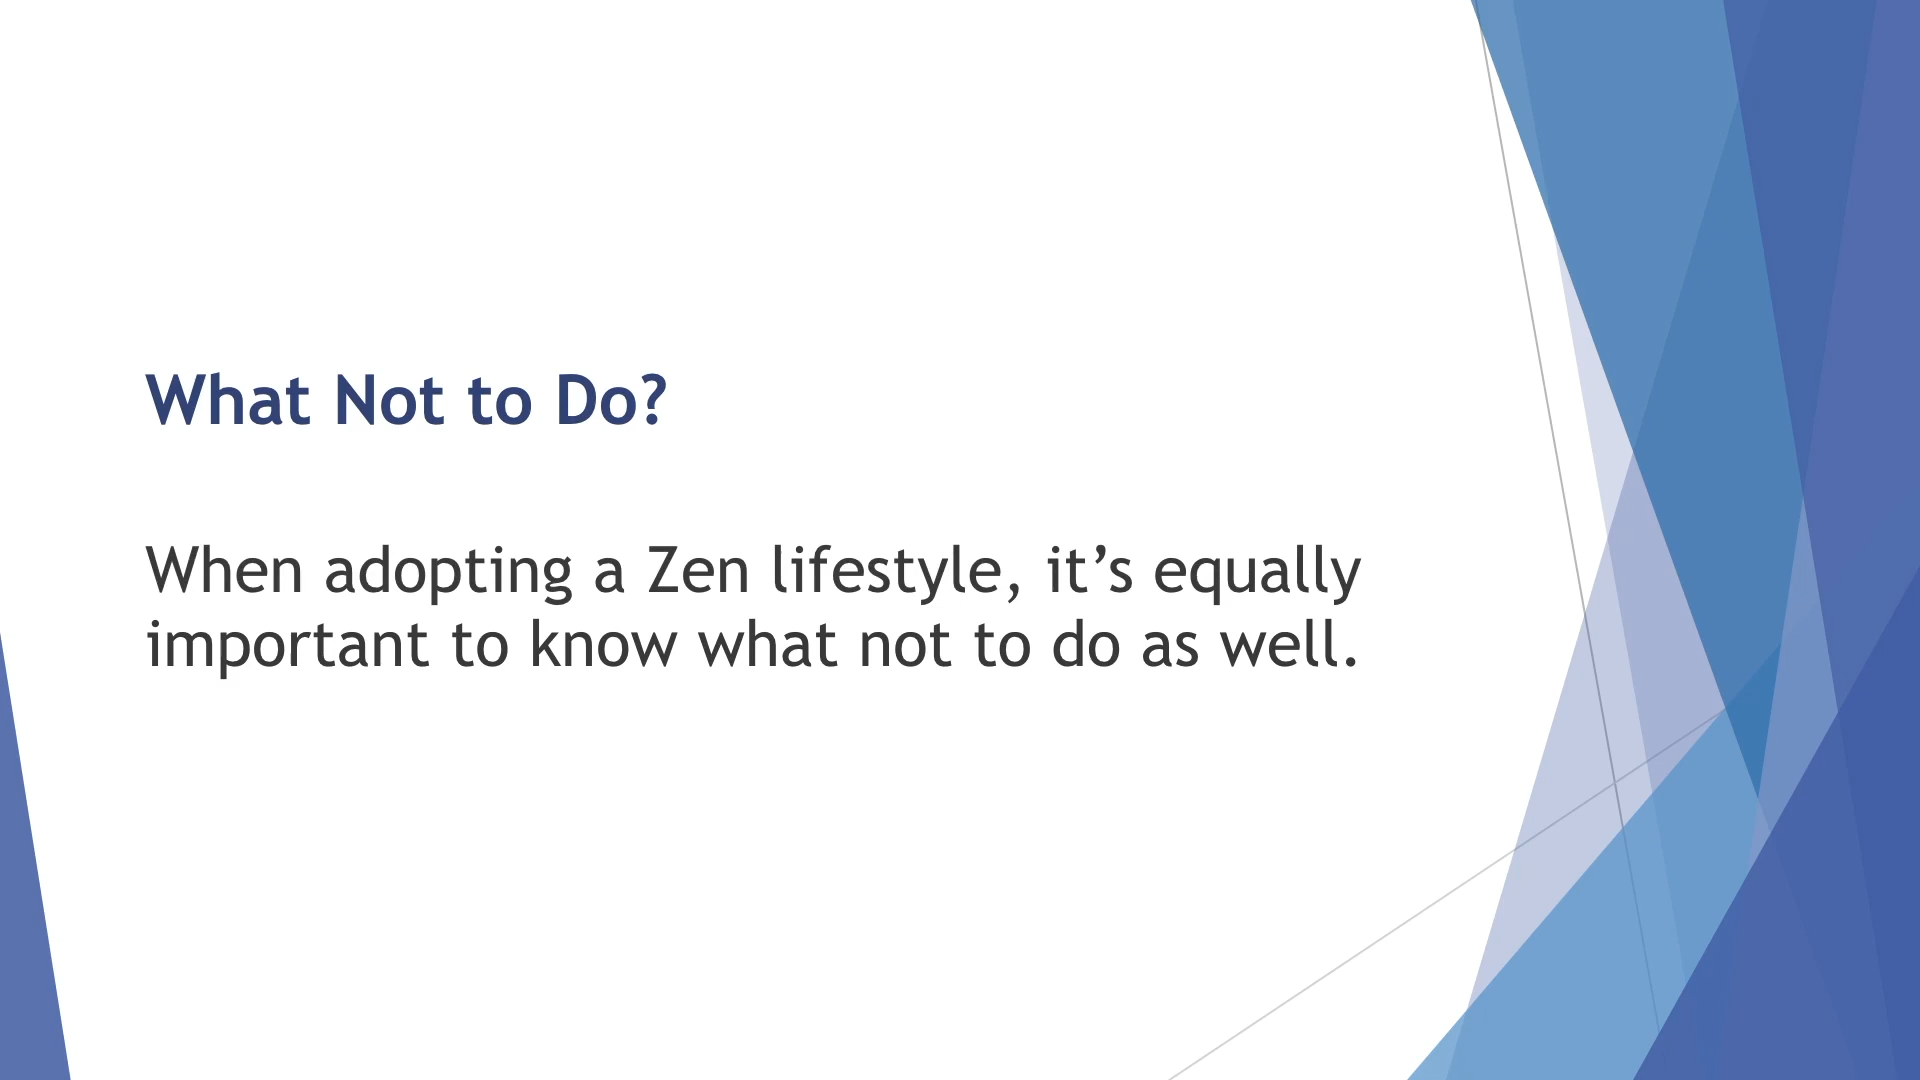 What Not to Do?
When adopting a Zen lifestyle, it’s equally
important to know what not to do as well.